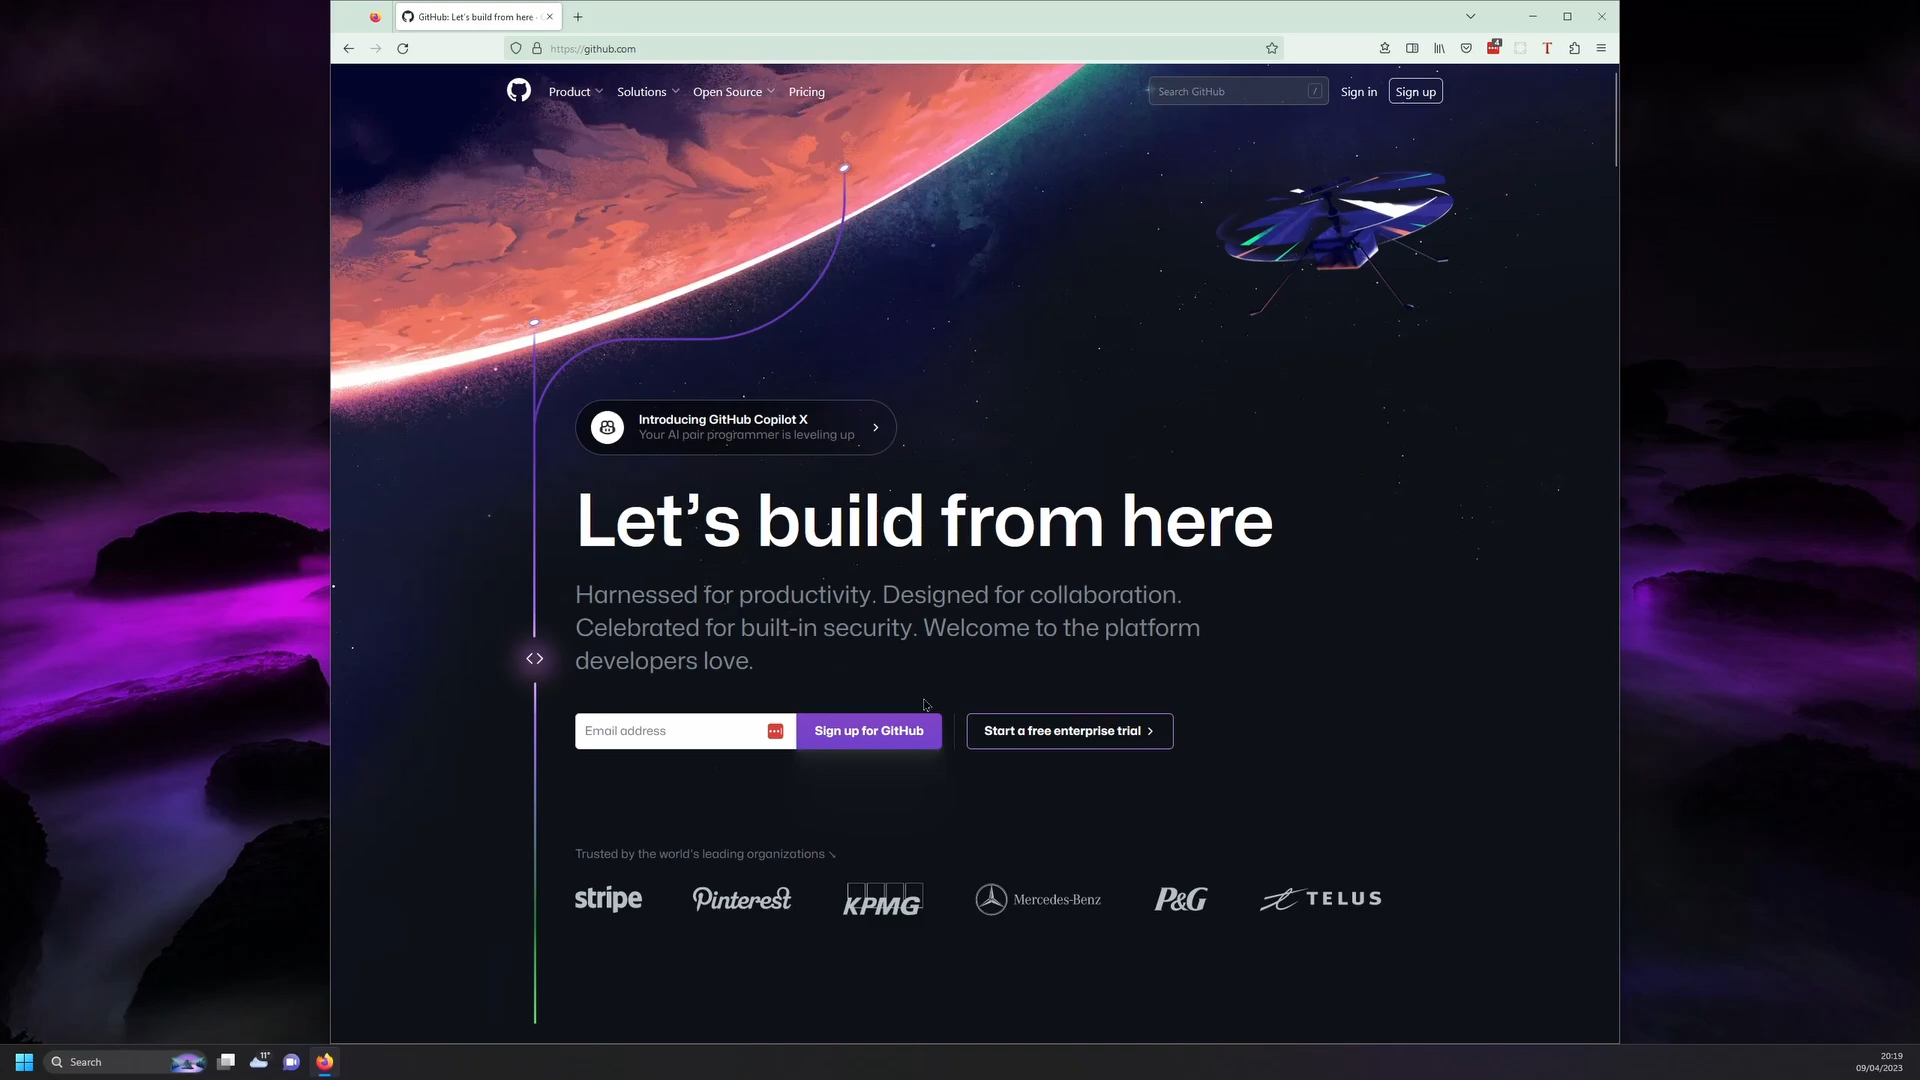 GitHub: Let's build from here ·
https://github.com
4
T
Product
Solutions
Open Source
Pricing
Search GitHub
/
Sign in
Sign up
Introducing GitHub Copilot X
Your AI pair programmer is leveling up
Let's build from here
Harnessed for productivity. Designed for collaboration.
Celebrated for built-in security. Welcome to the platform
developers love.
Email address
Sign up for GitHub
Start a free enterprise trial
Trusted by the world's leading organizations
stripe
Pinterest
KPMG
Mercedes-Benz
P&G
TELUS
Search
11°
20:19
09/04/2023